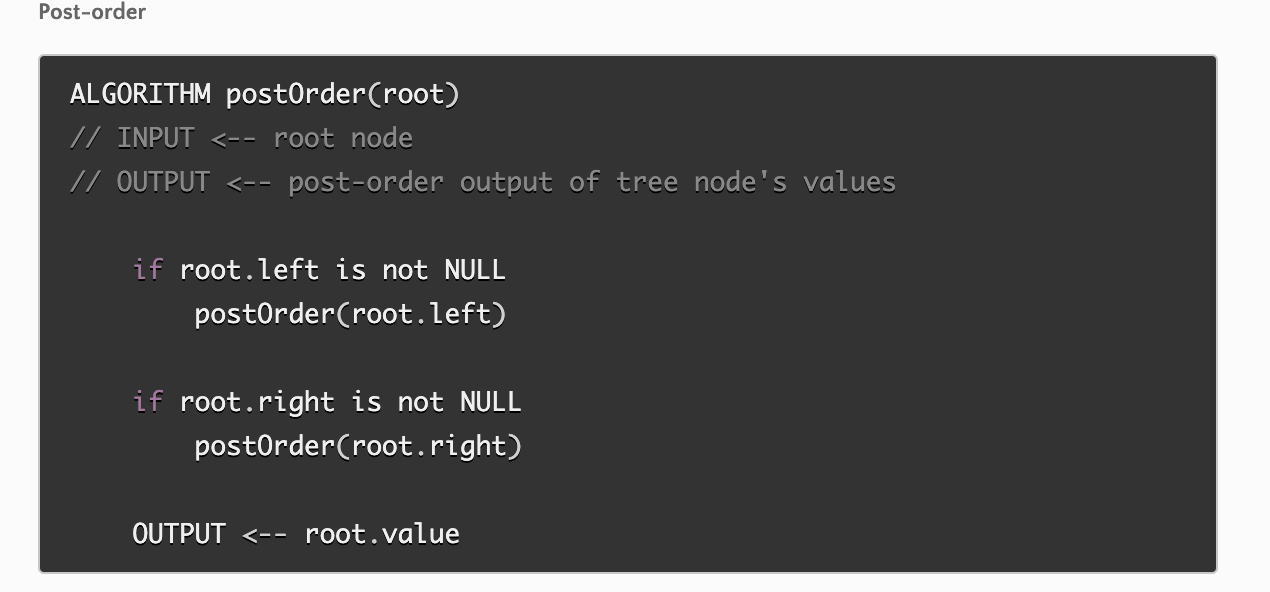 Post-order
ALGORITHM postOrder(root)
// INPUT <-- root node
// OUTPUT <-- post-order output of tree node's values
if root.left is not NULL
postOrder(root.left)
if root.right is not NULL
postOrder(root.right)
OUTPUT <-- root.value